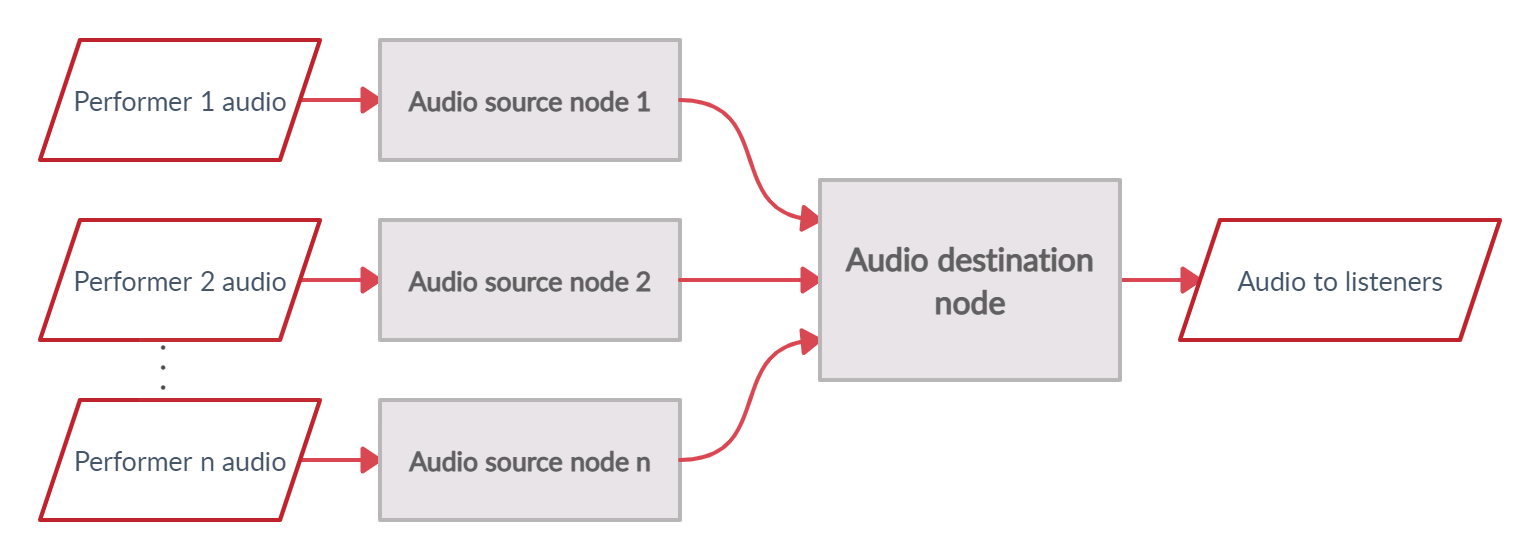 Performer 1 audio
Audio source node 1
Performer 2 audio
Audio source node 2
Performer n audio
Audio source node n
Audio destination
node
Audio to listeners